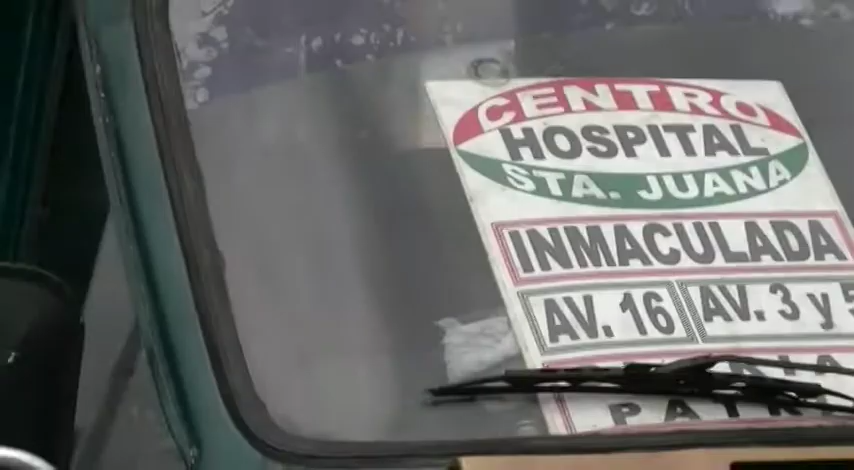 CENTRO
HOSPITAL
STA. JUANA
INMACULADA
AV. 16 AV. 3 y 5